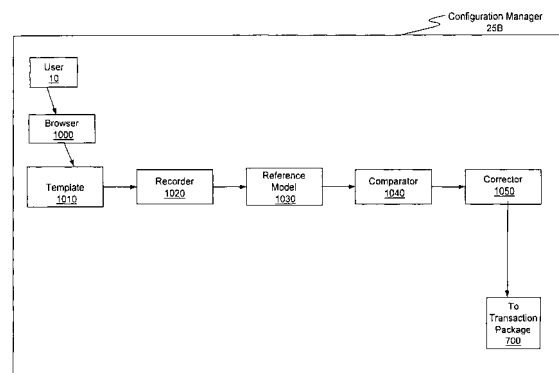 Configuration Manager
25B
User
10
Browser
1000
Template
1010
Recorder
1020
Reference
Model
1030
Comparator
1040
Corrector
1050
To
Transaction
Package
700